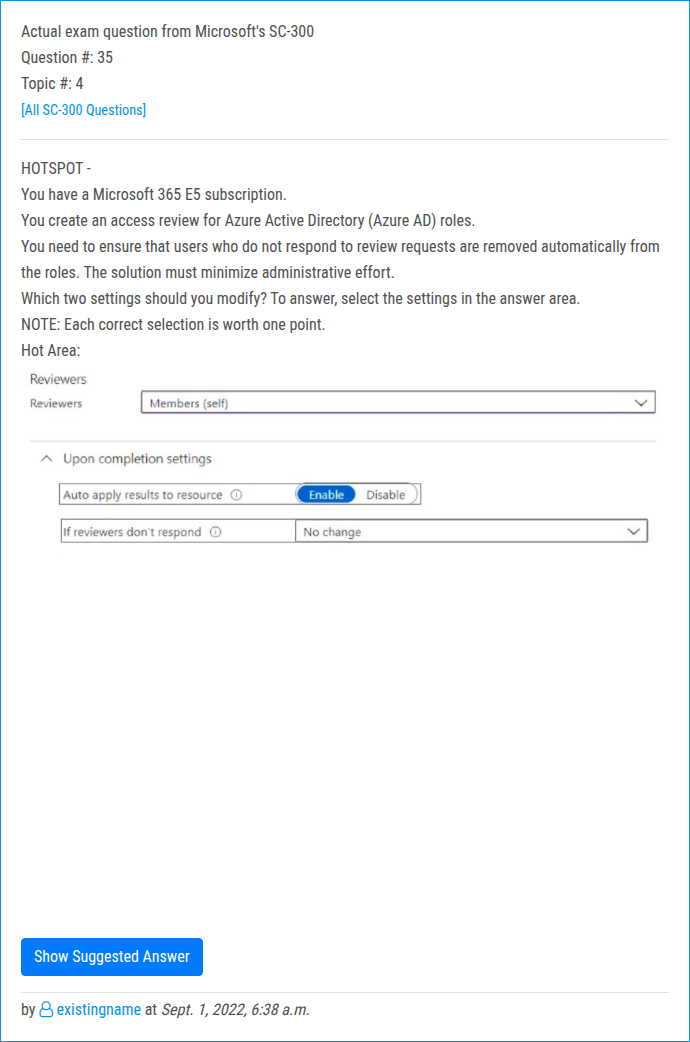 Actual exam question from Microsoft's SC-300
Question #: 35
Topic #: 4
[All SC-300 Questions]
HOTSPOT -
You have a Microsoft 365 E5 subscription.
You create an access review for Azure Active Directory (Azure AD) roles.
You need to ensure that users who do not respond to review requests are removed automatically from
the roles. The solution must minimize administrative effort.
Which two settings should you modify? To answer, select the settings in the answer area.
NOTE: Each correct selection is worth one point.
Hot Area:
Reviewers
Reviewers Members (self)
Upon completion settings
Auto apply results to resource Enable Disable
If reviewers don't respond No change
Show Suggested Answer
by existingname at Sept. 1, 2022, 6:38 a.m.